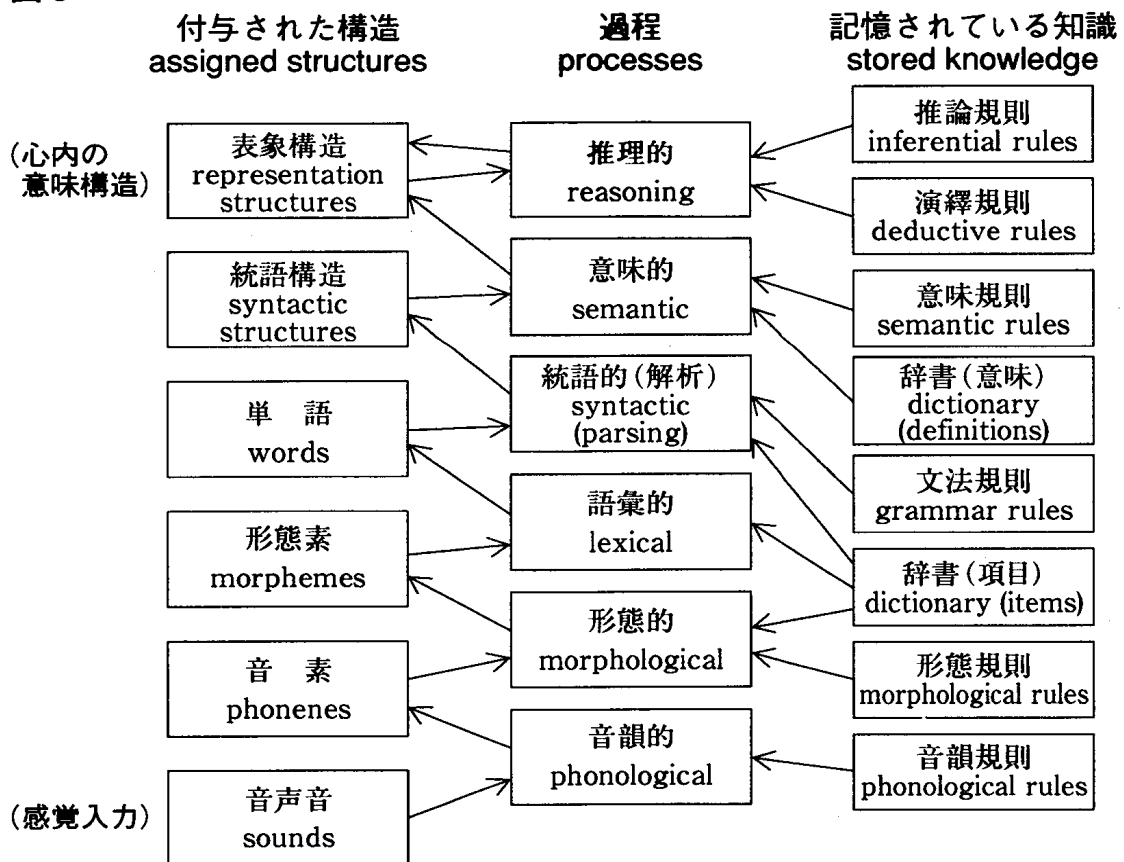 付与された構造
assigned structures
過程
processes
記憶されている知識
stored knowledge
(心内の
意味構造)
表象構造
representation
structures
統語構造
syntactic
structures
単 語
words
形態素
morphemes
音 素
phonenes
音声音
sounds
(感覚入力)
推理的
reasoning
意味的
semantic
統語的(解析)
syntactic
(parsing)
語彙的
lexical
形態的
morphological
音韻的
phonological
推論規則
inferential rules
演繹規則
deductive rules
意味規則
semantic rules
辞書(意味)
dictionary
(definitions)
文法規則
grammar rules
辞書(項目)
dictionary (items)
形態規則
morphological rules
音韻規則
phonological rules